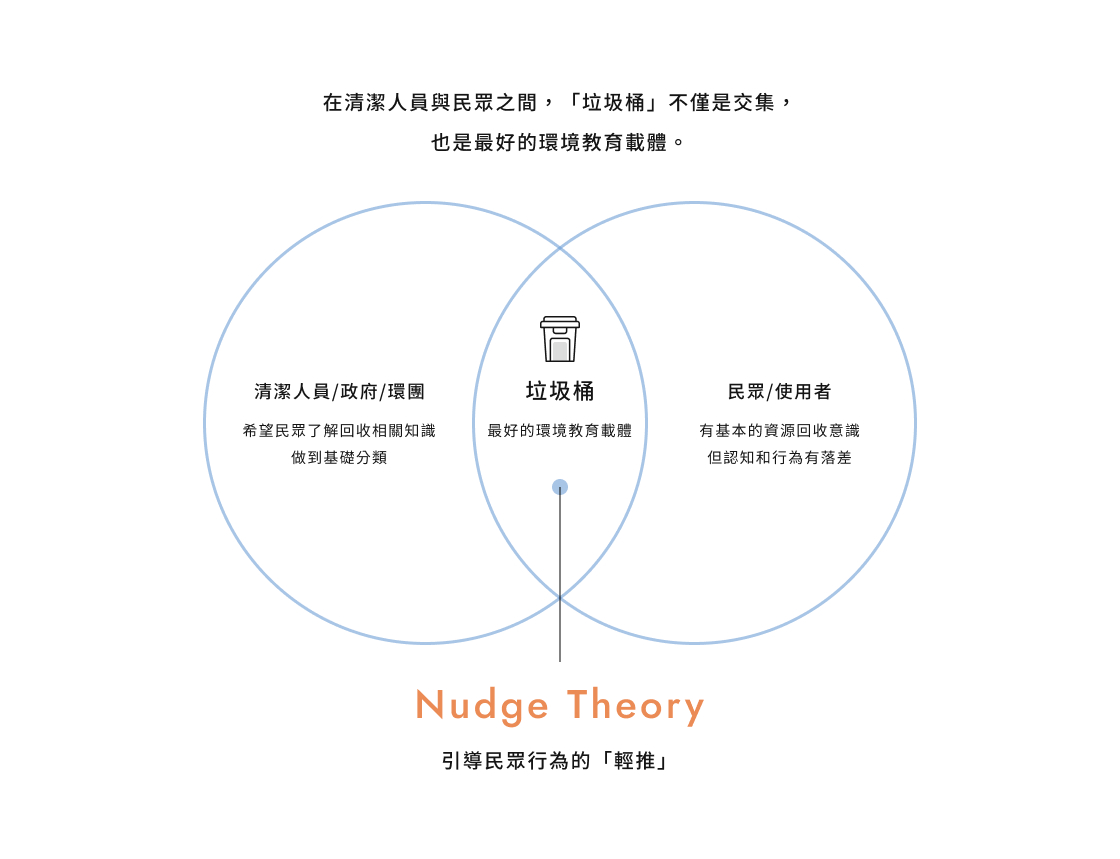 在清潔人員與民眾之間，「垃圾桶」不僅是交集，
也是最好的環境教育載體。
清潔人員/政府/環團
希望民眾了解回收相關知識
做到基礎分類
垃圾桶
最好的環境教育載體
民眾/使用者
有基本的資源回收意識
但認知和行為有落差
Nudge Theory
引導民眾行為的「輕推」